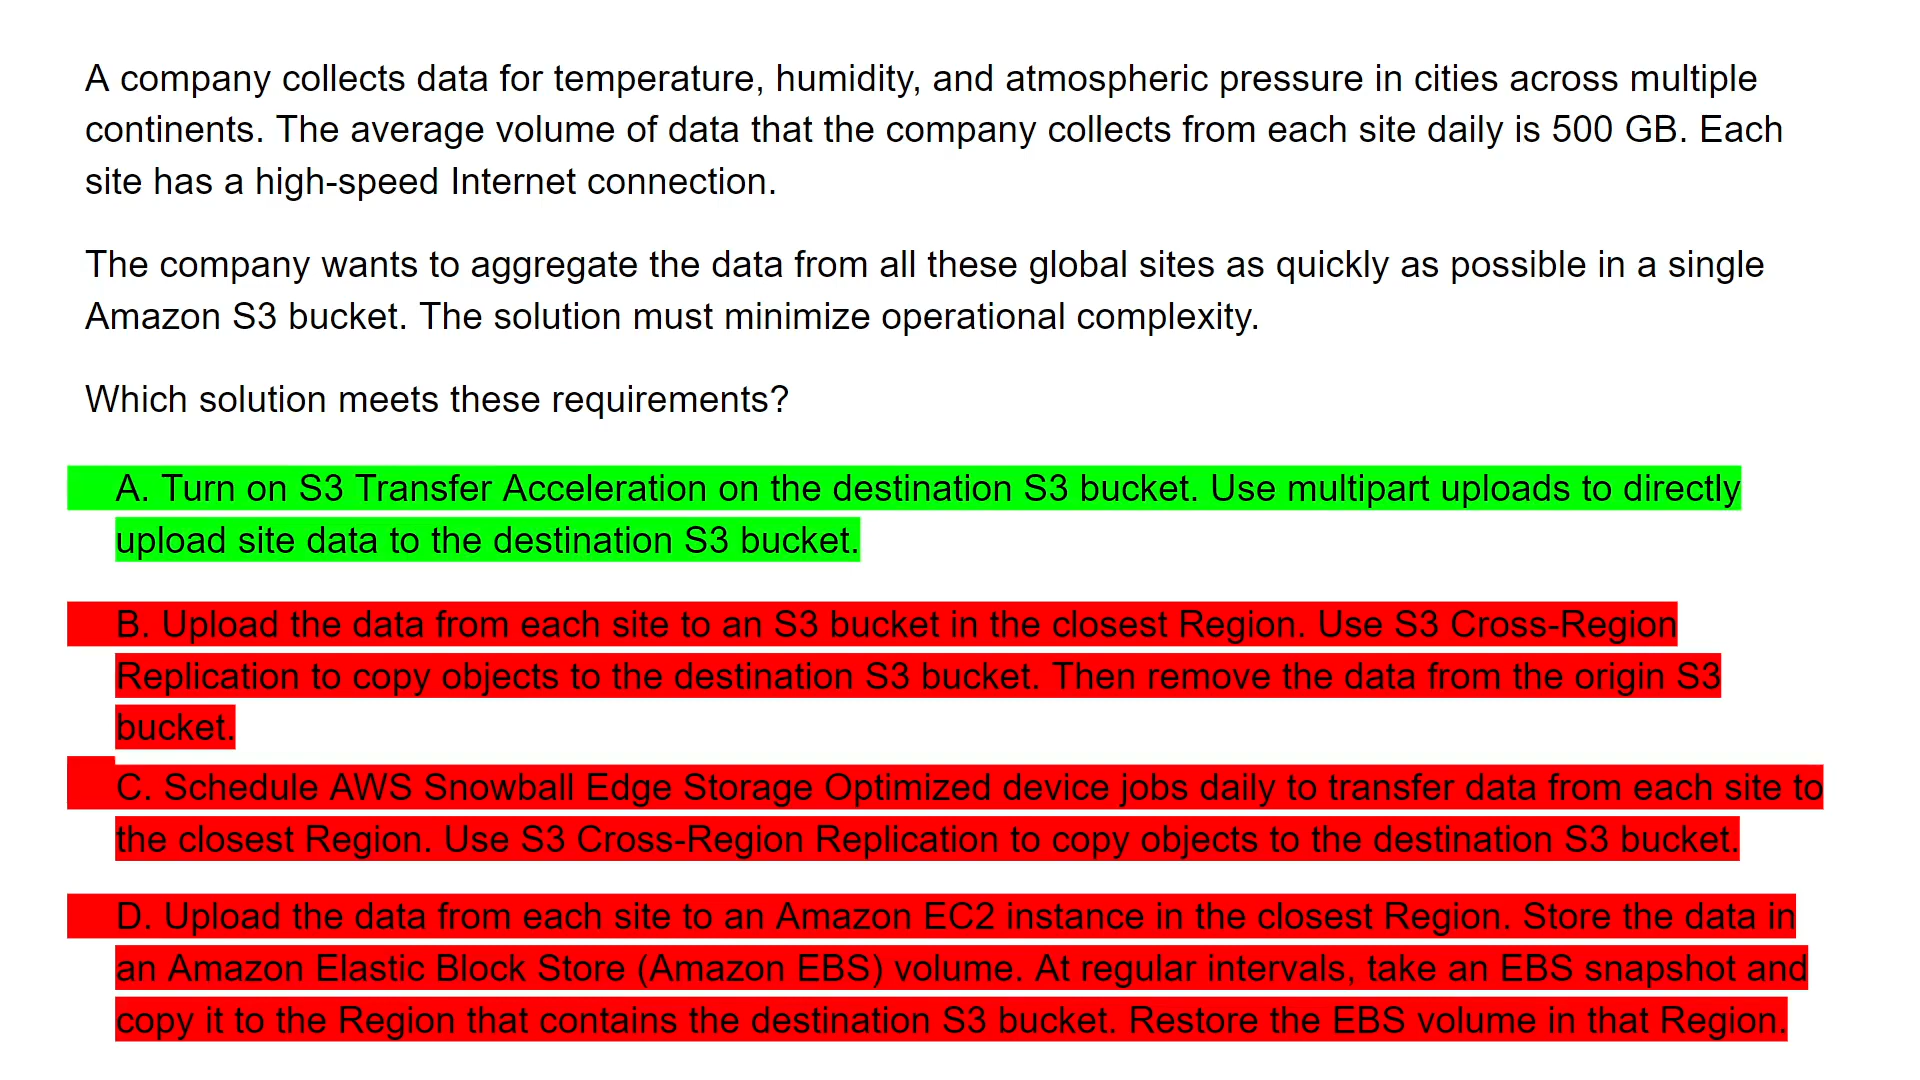 A company collects data for temperature, humidity, and atmospheric pressure in cities across multiple
continents. The average volume of data that the company collects from each site daily is 500 GB. Each
site has a high-speed Internet connection.
The company wants to aggregate the data from all these global sites as quickly as possible in a single
Amazon S3 bucket. The solution must minimize operational complexity.
Which solution meets these requirements?
A. Turn on S3 Transfer Acceleration on the destination S3 bucket. Use multipart uploads to directly
upload site data to the destination S3 bucket.
B. Upload the data from each site to an S3 bucket in the closest Region. Use S3 Cross-Region
Replication to copy objects to the destination S3 bucket. Then remove the data from the origin S3
bucket.
C. Schedule AWS Snowball Edge Storage Optimized device jobs daily to transfer data from each site to
the closest Region. Use S3 Cross-Region Replication to copy objects to the destination S3 bucket.
D. Upload the data from each site to an Amazon EC2 instance in the closest Region. Store the data in
an Amazon Elastic Block Store (Amazon EBS) volume. At regular intervals, take an EBS snapshot and
copy it to the Region that contains the destination S3 bucket. Restore the EBS volume in that Region.